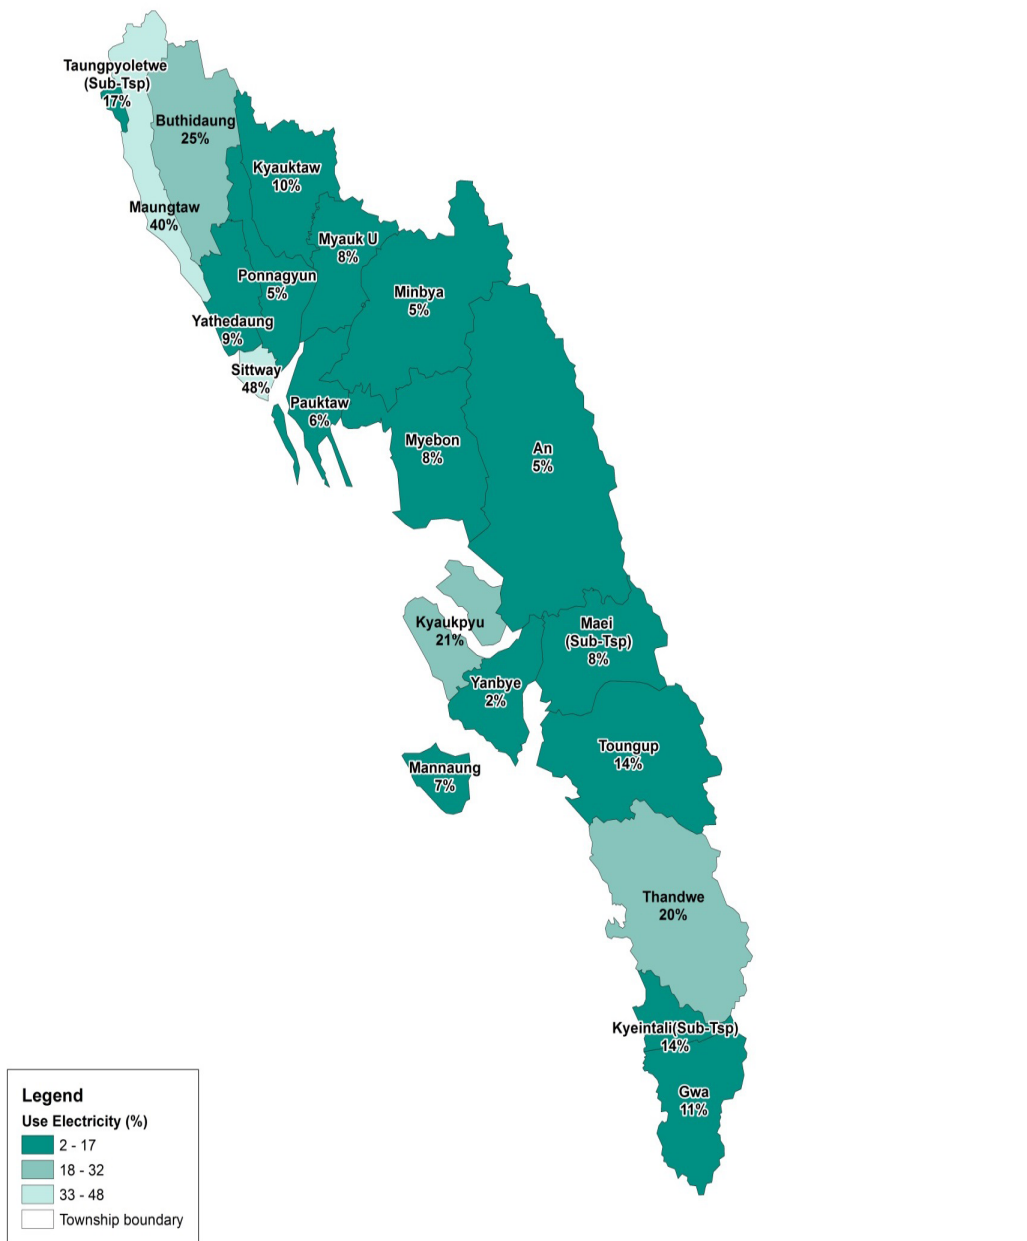 Taungpyoletwe
(Sub-Tsp)
17%
Buthidaung
25%
Kyauktaw
10%
Maungtaw
40%
Myauk U
8%
Ponnagyun
5%
Minbya
5%
Yathedaung
9%
Sittway
48%
Pauktaw
6%
Myebon
8%
An
5%
Kyaukpyu
21%
Maei
(Sub-Tsp)
8%
Yanbye
2%
Toungup
14%
Mannaung
7%
Thandwe
20%
Kyeintali(Sub-Tsp)
14%
Gwa
11%
Legend
Use Electricity (%)
2 - 17
18 - 32
33 - 48
Township boundary